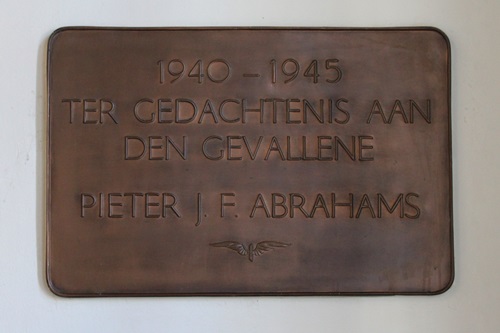 1940 - 1945
TER GEDACHTENIS AAN
DEN GEVALLENE
PIETER J. F. ABRAHAMS